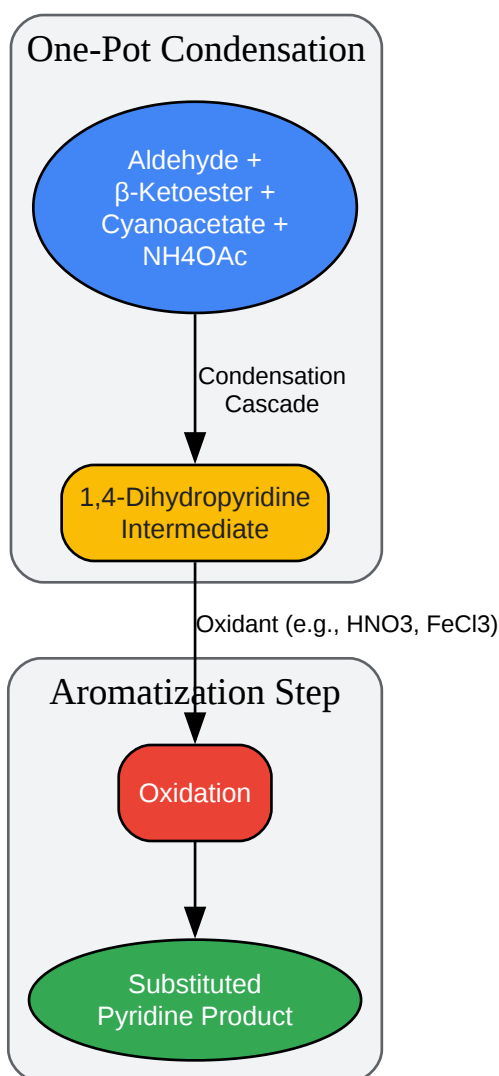 One-Pot Condensation
Aldehyde +
β-Ketoester +
Cyanoacetate +
NH4OAc
Condensation
Cascade
1,4-Dihydropyridine
Intermediate
Oxidant (e.g., HNO3, FeCl3)
Aromatization Step
Oxidation
Substituted
Pyridine Product